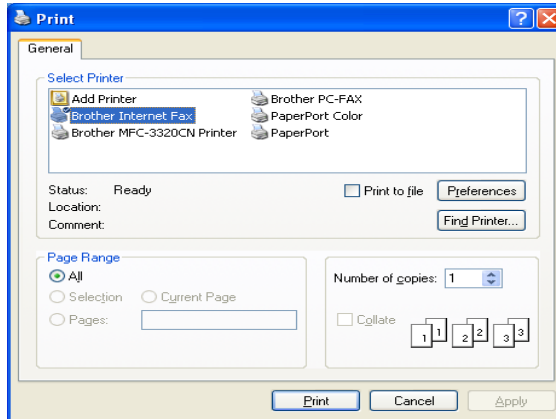 Print
General
Select Printer
Add Printer
Brother Internet Fax
Brother MFC-3320CN Printer
Brother PC-FAX
PaperPort Color
PaperPort
Status: Ready
Location:
Comment:
Print to file
Preferences
Find Printer...
Page Range
All
Selection Current Page
Pages:
Number of copies: 1
Collate
1 1 2 2 3 3
Print Cancel Apply